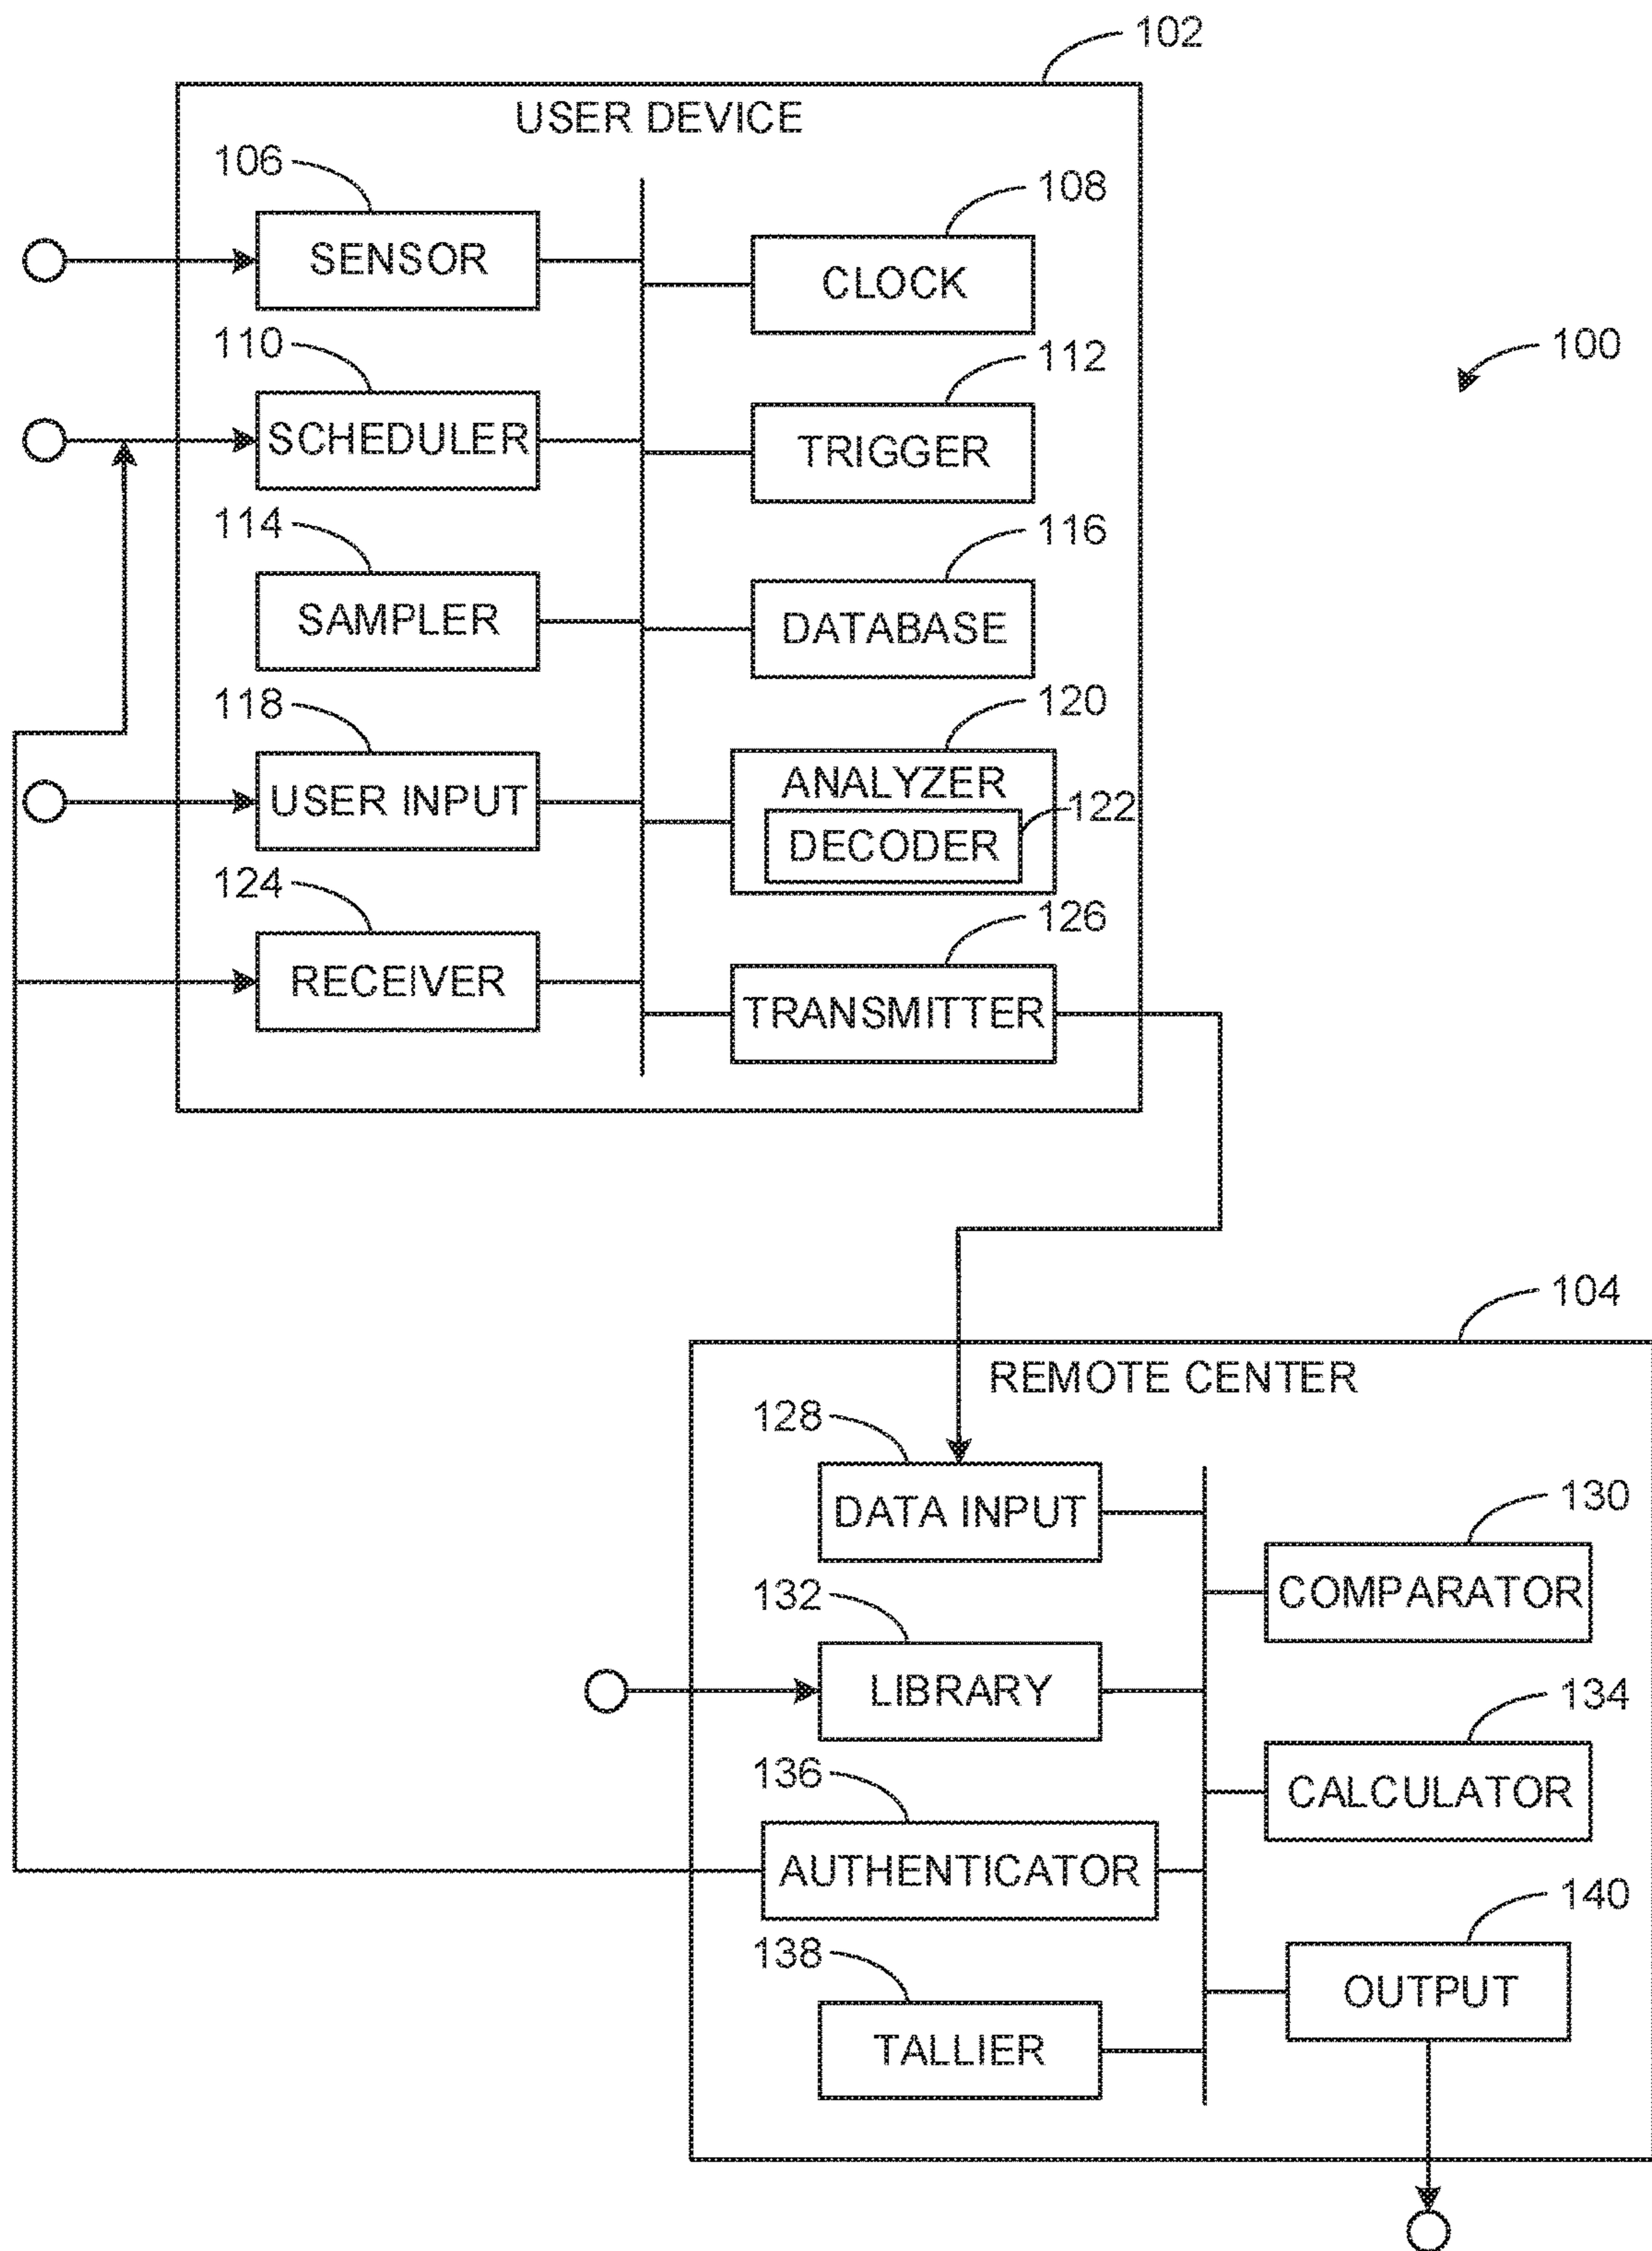 102
USER DEVICE
106
108
SENSOR
CLOCK
110
112
100
SCHEDULER
TRIGGER
114
116
SAMPLER
DATABASE
118
120
USER INPUT
ANALYZER
122
DECODER
124
126
RECEIVER
TRANSMITTER
104
REMOTE CENTER
128
DATA INPUT
130
COMPARATOR
132
LIBRARY
134
CALCULATOR
136
AUTHENTICATOR
140
OUTPUT
138
TALLIER